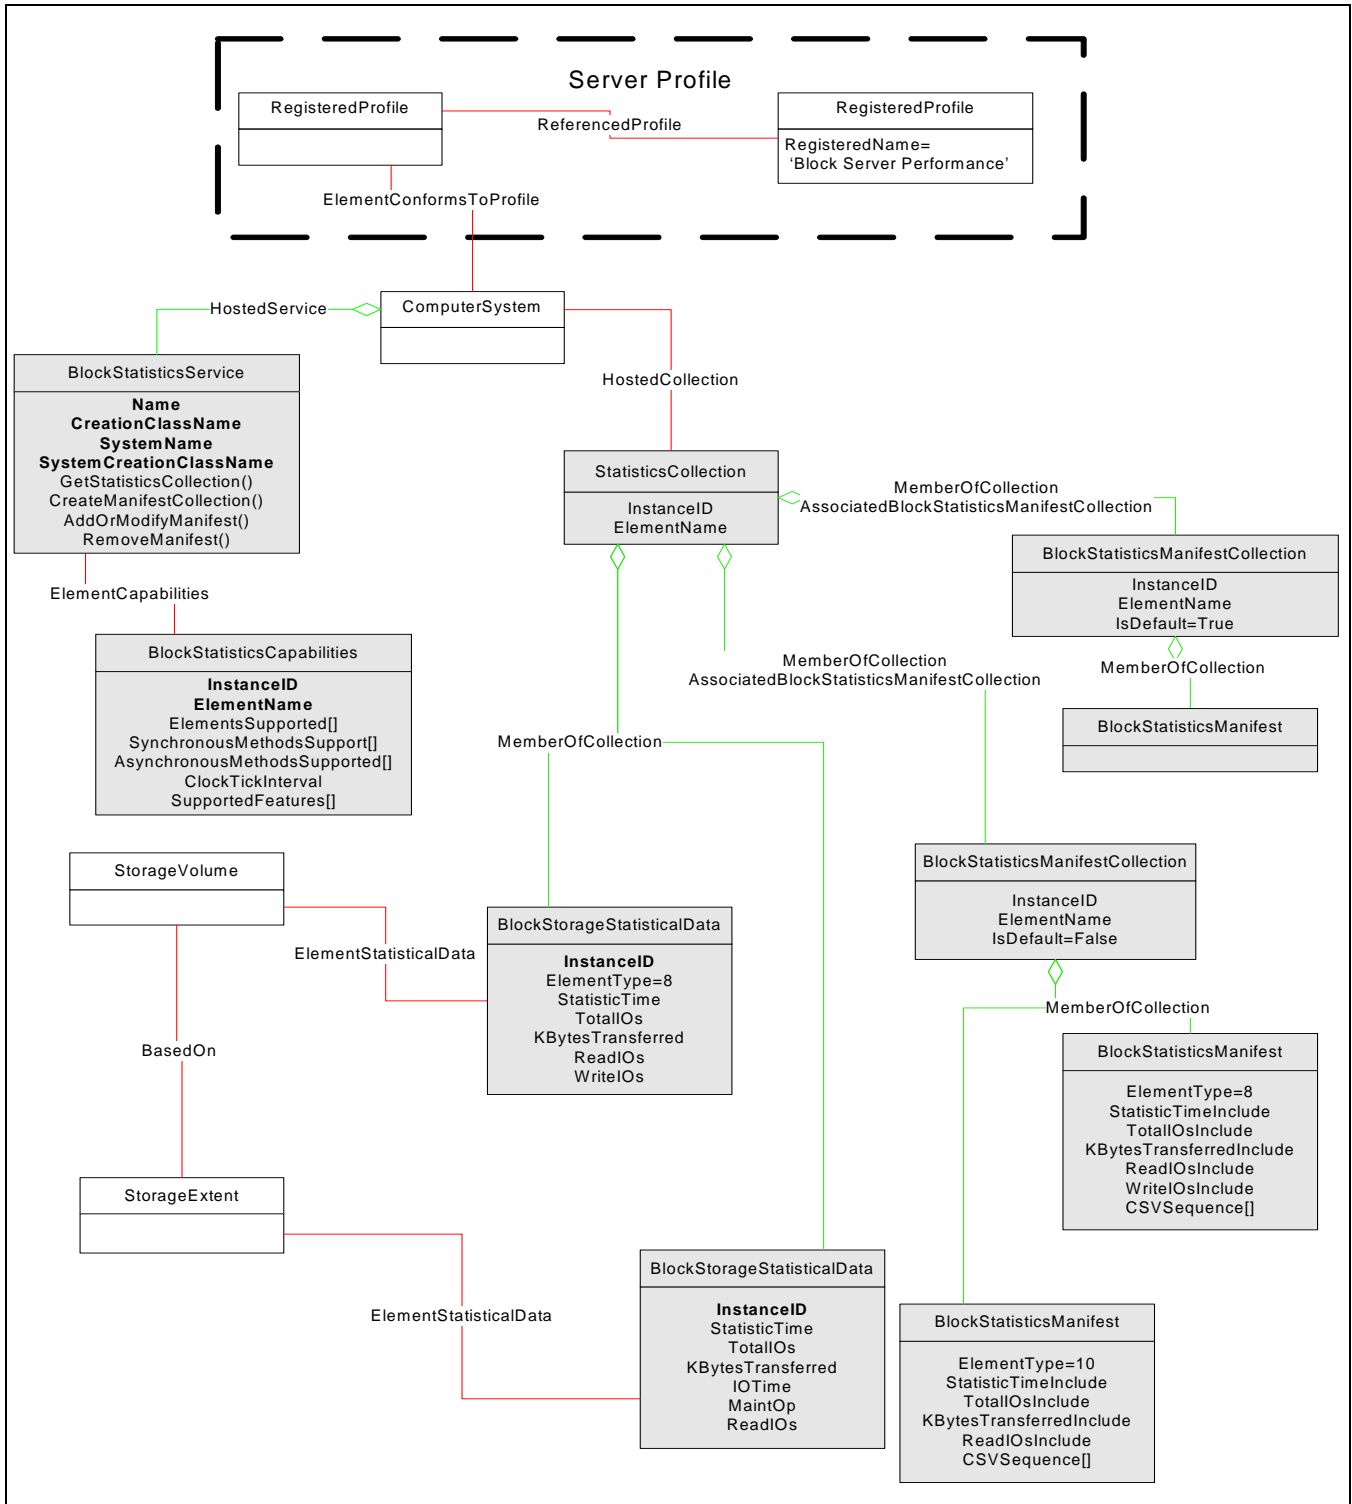 Server Profile
RegisteredProfile
RegisteredProfile
ReferencedProfile
RegisteredName=
'Block Server Performance'
ElementConformsToProfile
ComputerSystem
HostedService
BlockStatisticsService
Name
CreationClassName
SystemName
SystemCreationClassName
GetStatisticsCollection()
CreateManifestCollection()
AddOrModifyManifest()
RemoveManifest()
HostedCollection
StatisticsCollection
InstanceID
ElementName
MemberOfCollection
AssociatedBlockStatisticsManifestCollection
BlockStatisticsManifestCollection
InstanceID
ElementName
IsDefault=True
MemberOfCollection
BlockStatisticsManifest
ElementCapabilities
BlockStatisticsCapabilities
InstanceID
ElementName
ElementsSupported[]
SynchronousMethodsSupport[]
AsynchronousMethodsSupported[]
ClockTickInterval
SupportedFeatures[]
MemberOfCollection
AssociatedBlockStatisticsManifestCollection
MemberOfCollection
StorageVolume
ElementStatisticalData
BlockStorageStatisticalData
InstanceID
ElementType=8
StatisticTime
TotalIOs
KBytesTransferred
ReadIOs
WriteIOs
BlockStatisticsManifestCollection
InstanceID
ElementName
IsDefault=False
MemberOfCollection
BlockStatisticsManifest
ElementType=8
StatisticTimeInclude
TotalIOsInclude
KBytesTransferredInclude
ReadIOsInclude
WriteIOsInclude
CSVSequence[]
BasedOn
StorageExtent
ElementStatisticalData
BlockStorageStatisticalData
InstanceID
StatisticTime
TotalIOs
KBytesTransferred
IOTime
MaintOp
ReadIOs
BlockStatisticsManifest
ElementType=10
StatisticTimeInclude
TotalIOsInclude
KBytesTransferredInclude
ReadIOsInclude
CSVSequence[]